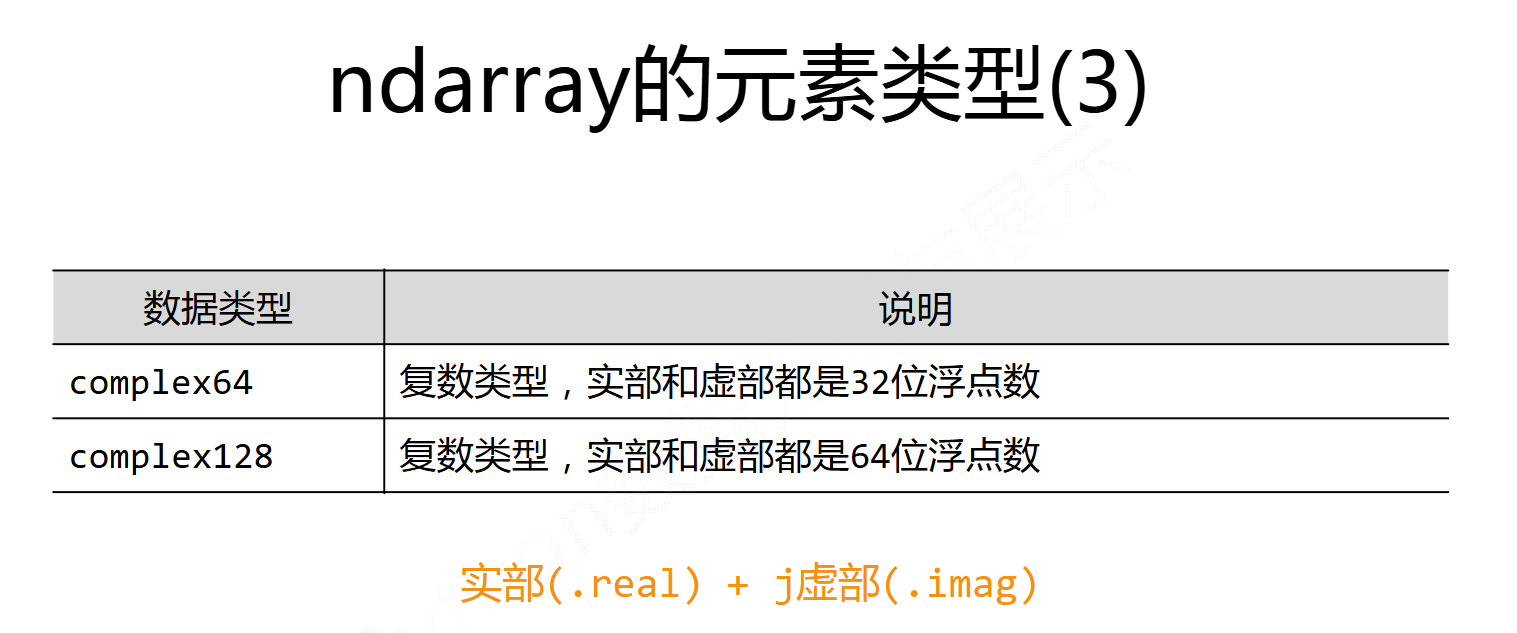 ndarray的元素类型(3)
数据类型 说明
complex64 复数类型，实部和虚部都是32位浮点数
complex128 复数类型，实部和虚部都是64位浮点数
实部(.real) + j虚部(.imag)